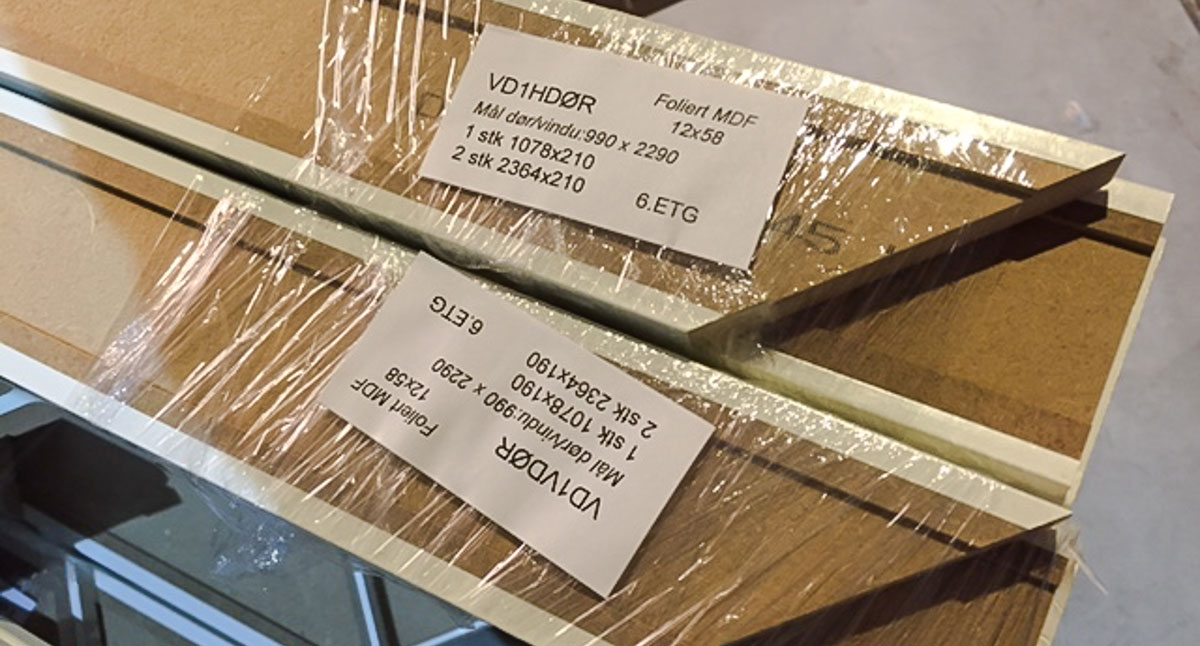 VD1HDØR
Foliert MDF
12x58
Mål dør/vindu:990 x 2290
1 stk 1078x210
2 stk 2364x210
6.ETG
45
VD1VDØR
Foliert MDF
12x58
Mål dør/vindu:990 x 2290
1 stk 1078x190
2 stk 2364x190
6.ETG